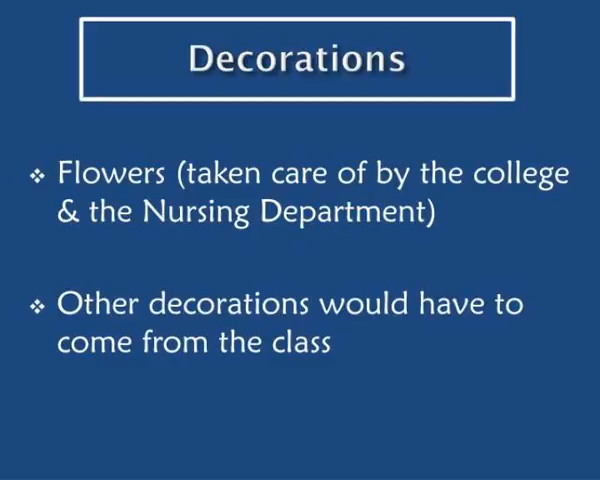 Decorations
❖ Flowers (taken care of by the college
& the Nursing Department)
❖ Other decorations would have to
come from the class